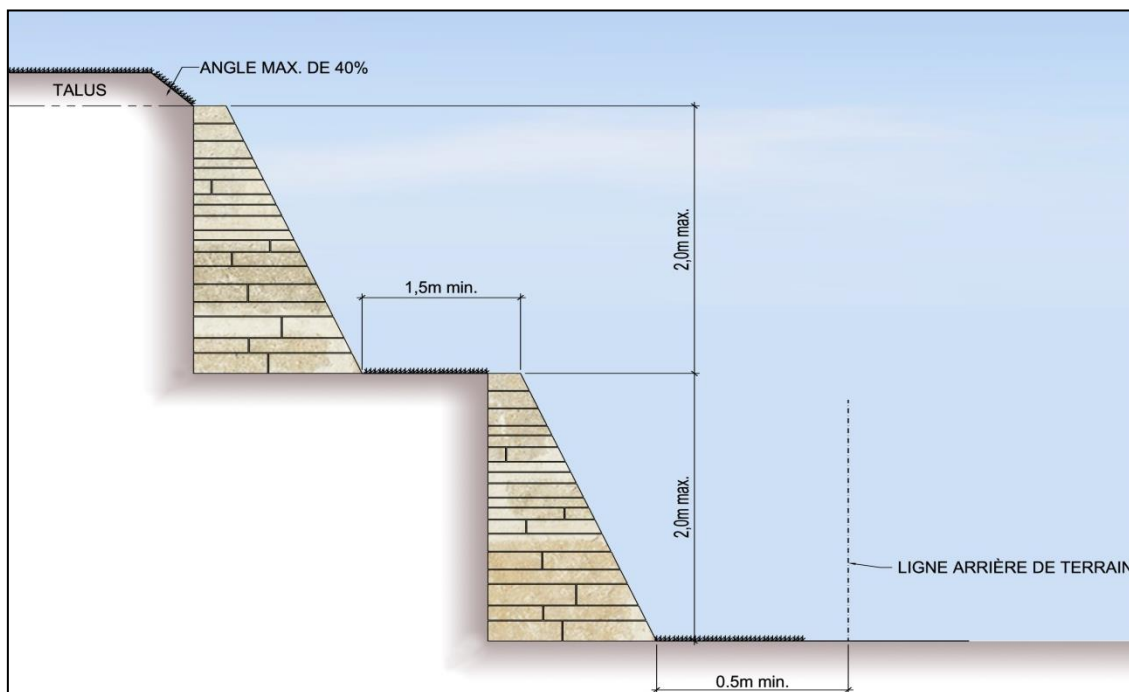 ANGLE MAX. DE 40%
TALUS
2,0m max.
1,5m min.
2,0m max.
LIGNE ARRIÈRE DE TERRAIN
0.5m min.